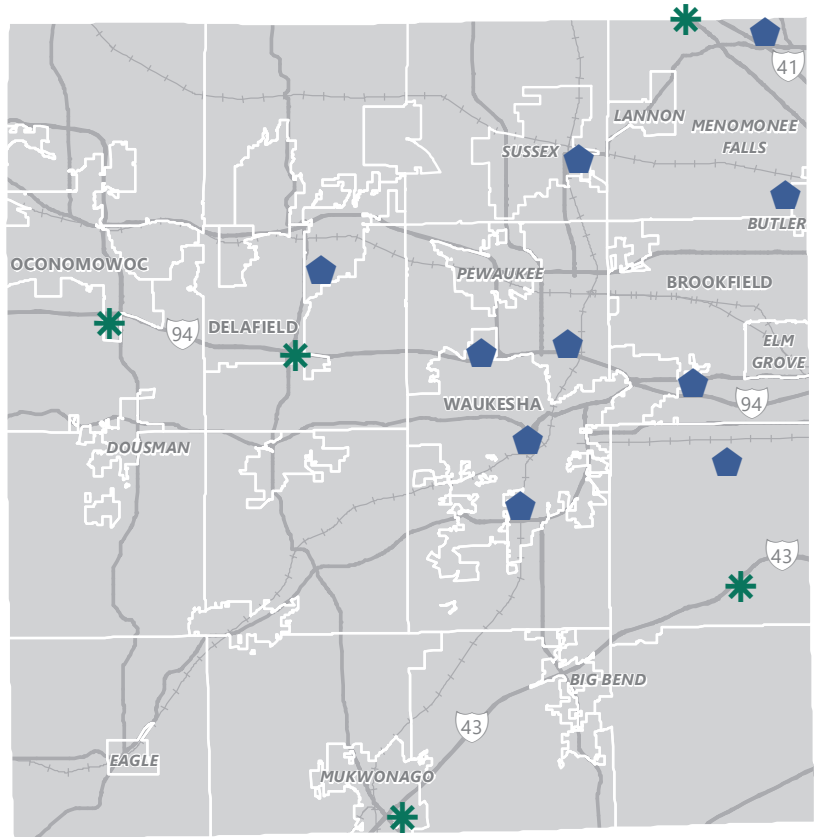 41
LANNON
MENOMONEE
FALLS
SUSSEX
BUTLER
OCONOMOWOC
PEWAUKEE
BROOKFIELD
94
DELAFIELD
ELM
GROVE
94
WAUKESHA
DOUSMAN
43
BIG BEND
43
EAGLE
MUKWONAGO